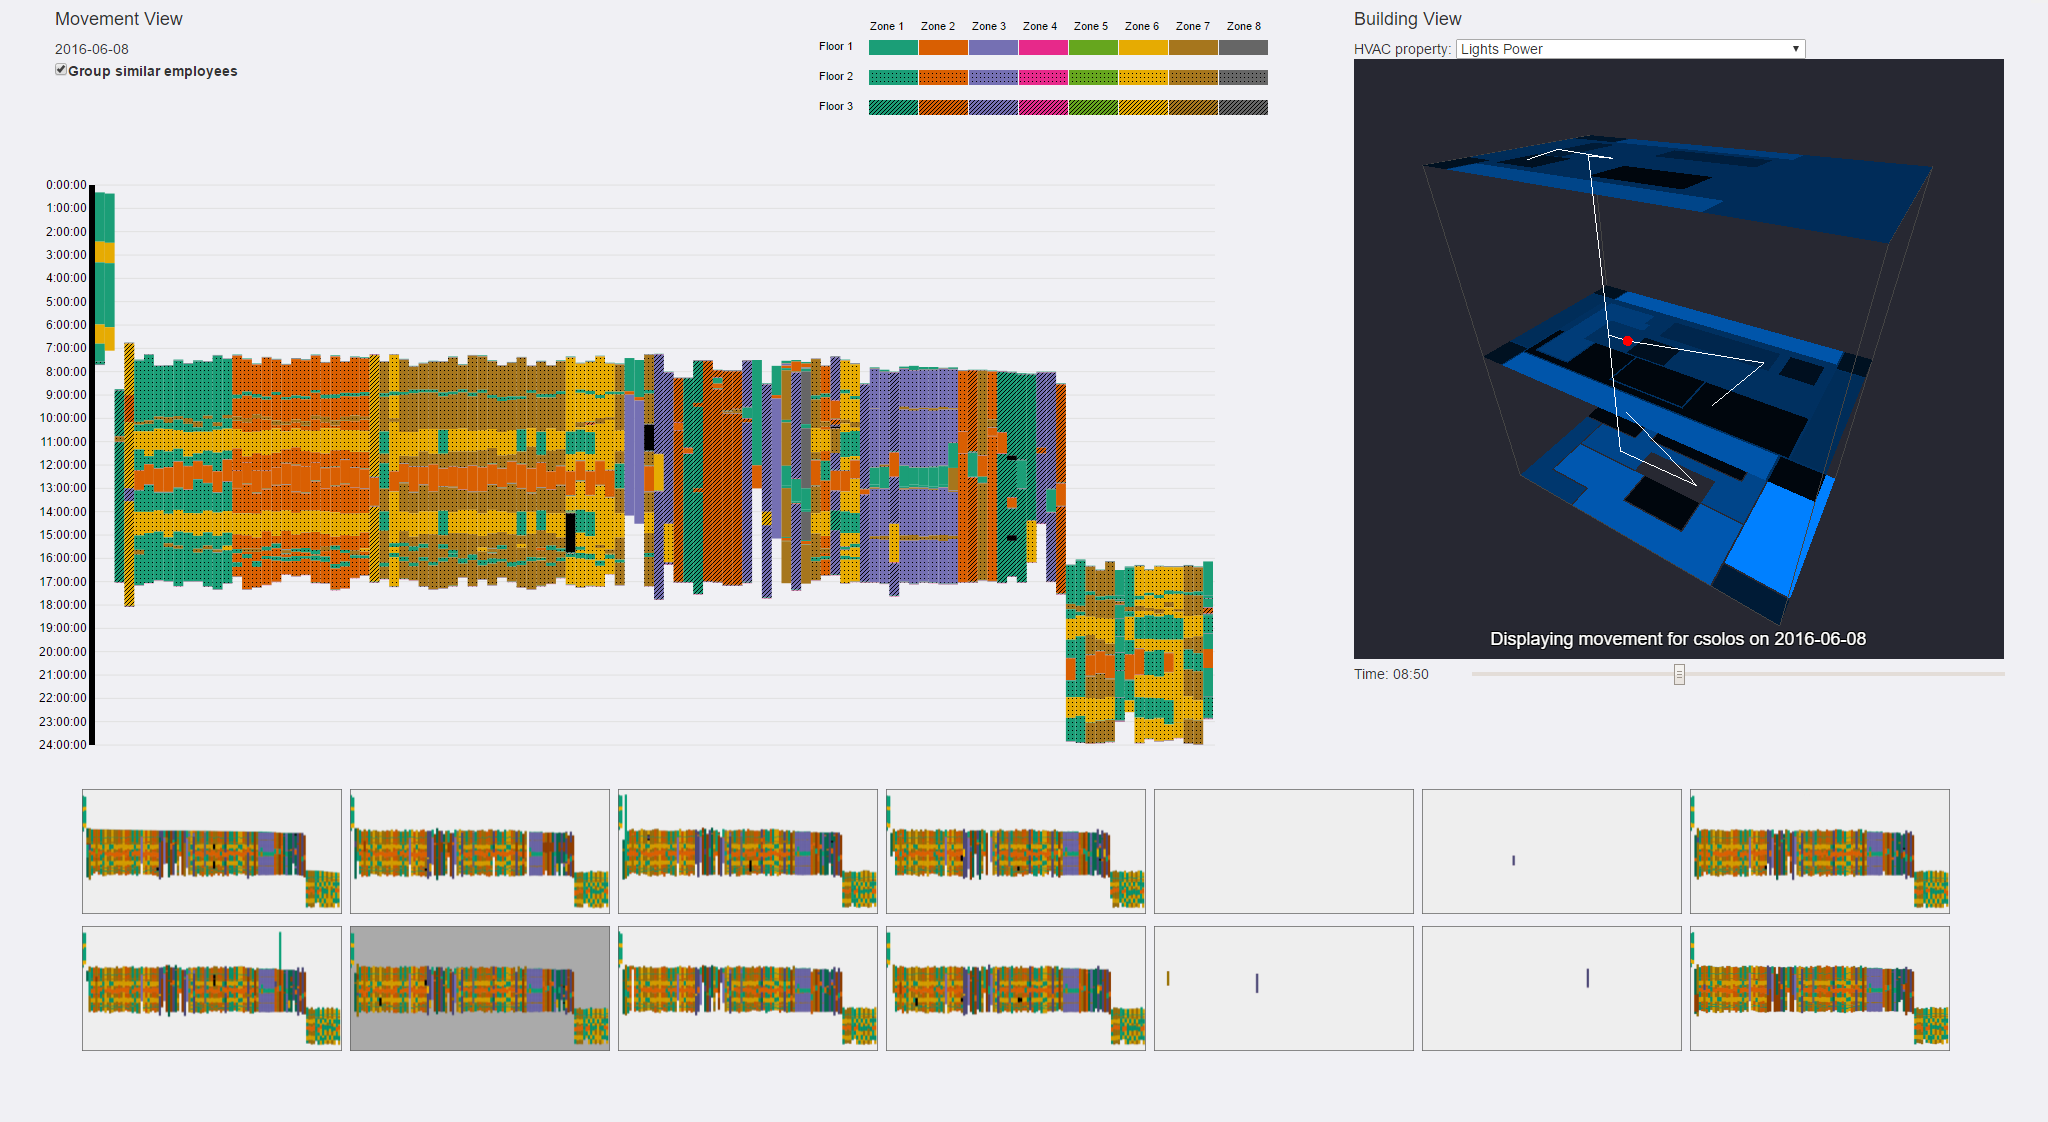 Movement View
2016-06-08
Group similar employees
Zone 1 Zone 2 Zone 3 Zone 4 Zone 5 Zone 6 Zone 7 Zone 8
Floor 1
Floor 2
Floor 3
0:00:00
1:00:00
2:00:00
3:00:00
4:00:00
5:00:00
6:00:00
7:00:00
8:00:00
9:00:00
10:00:00
11:00:00
12:00:00
13:00:00
14:00:00
15:00:00
16:00:00
17:00:00
18:00:00
19:00:00
20:00:00
21:00:00
22:00:00
23:00:00
24:00:00
Building View
HVAC property: Lights Power
Displaying movement for csolos on 2016-06-08
Time: 08:50